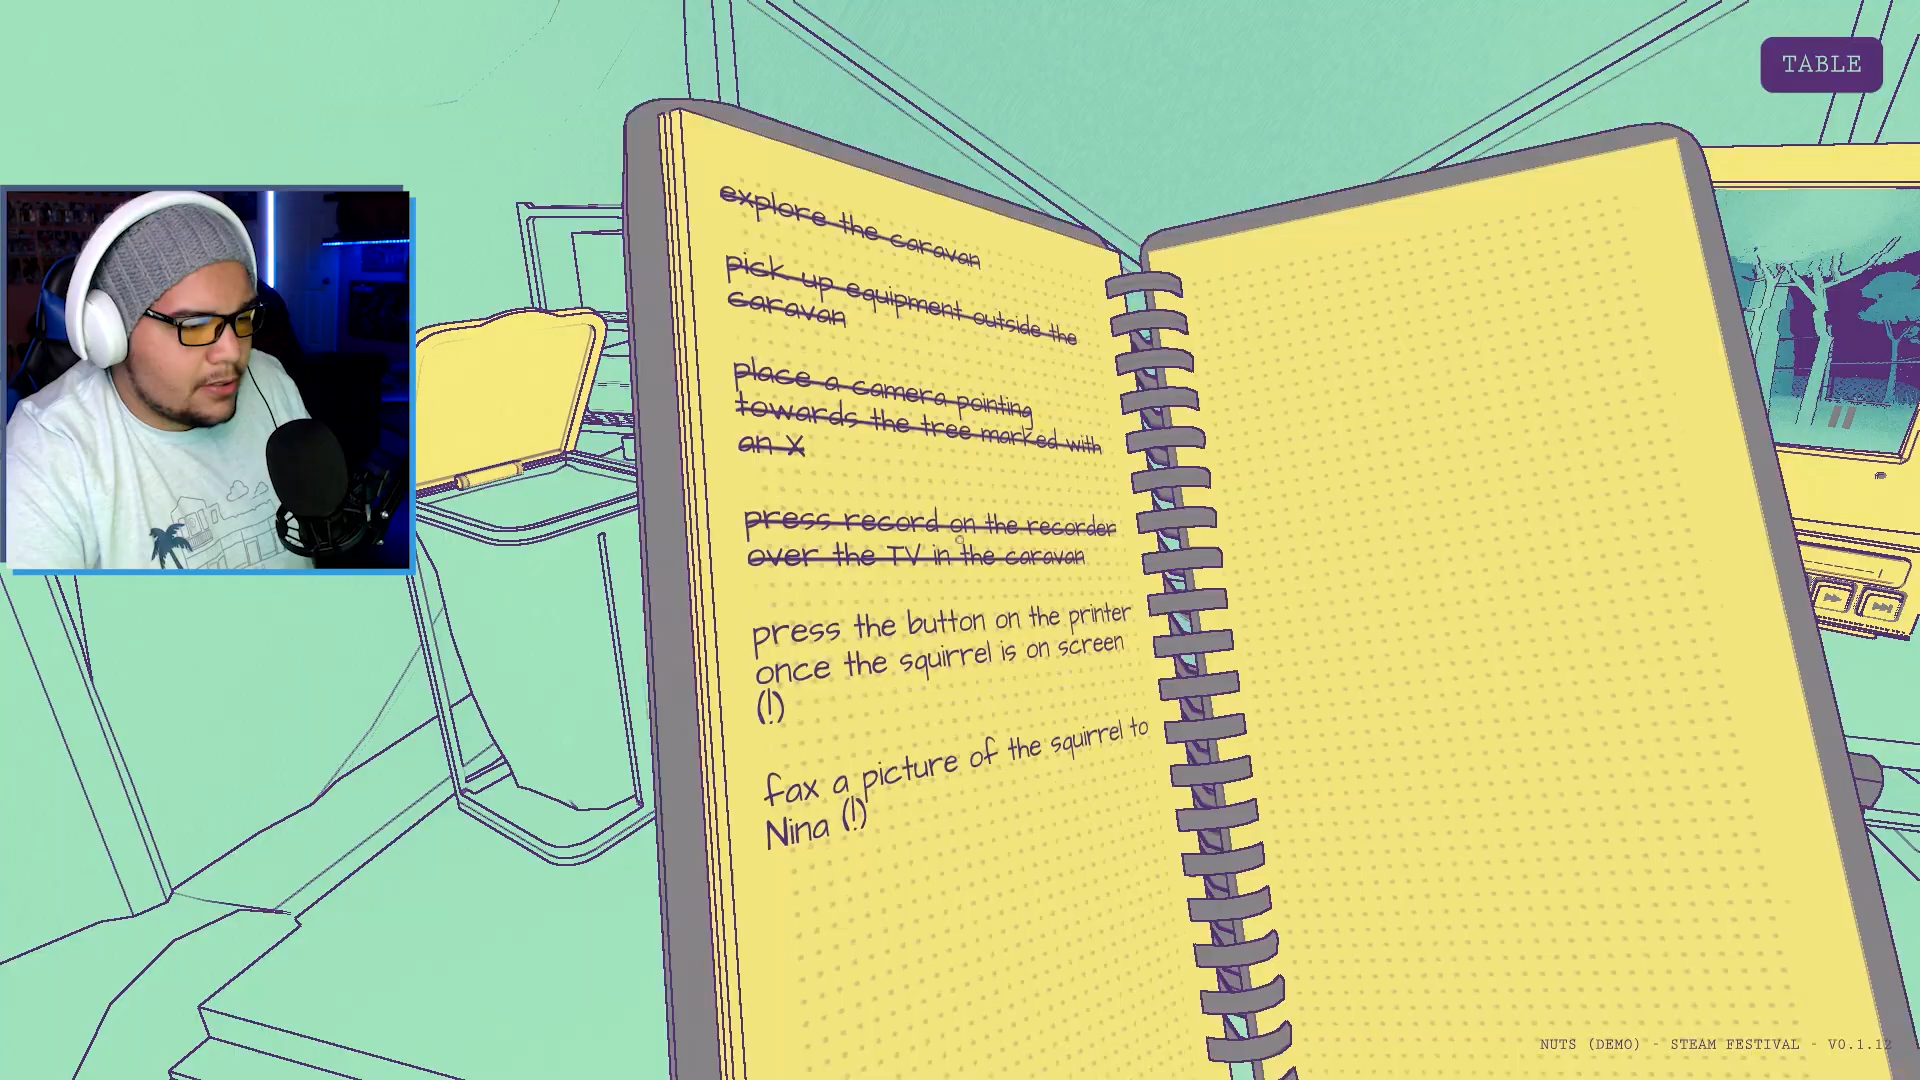 TABLE
explore the caravan
pick up equipment outside the
caravan
place a camera pointing
towards the tree marked with
an X
press record on the recorder
over the TV in the caravan
press the button on the printer
once the squirrel is on screen
(!)
fax a picture of the squirrel to
Nina (!)
NUTS (DEMO) - STEAM FESTIVAL - V0.1.12